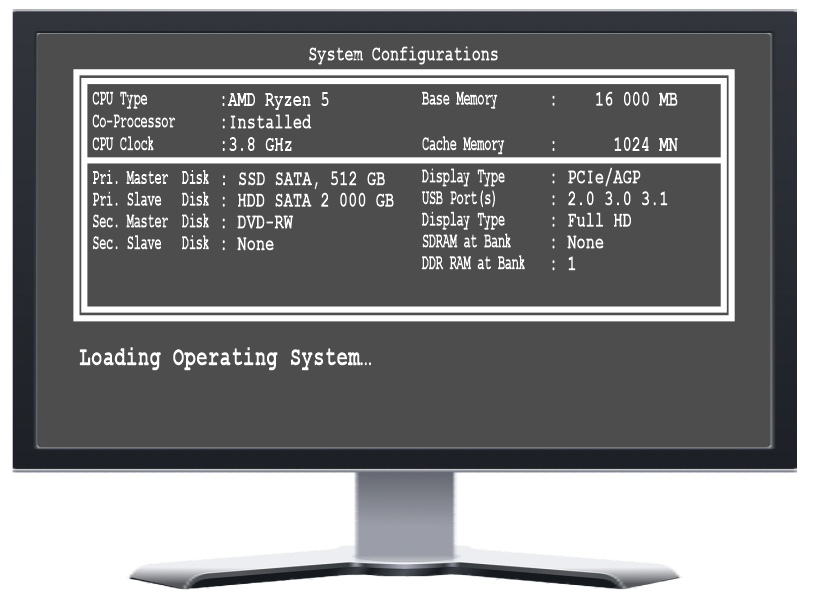 System Configurations
CPU Type :AMD Ryzen 5 Base Memory : 16 000 MB
Co-Processor :Installed
CPU Clock :3.8 GHz Cache Memory : 1024 MN
Pri. Master Disk : SSD SATA, 512 GB Display Type : PCIe/AGP
Pri. Slave Disk : HDD SATA 2 000 GB USB Port(s) : 2.0 3.0 3.1
Sec. Master Disk : DVD-RW Display Type : Full HD
Sec. Slave Disk : None SDRAM at Bank : None
DDR RAM at Bank : 1
Loading Operating System…